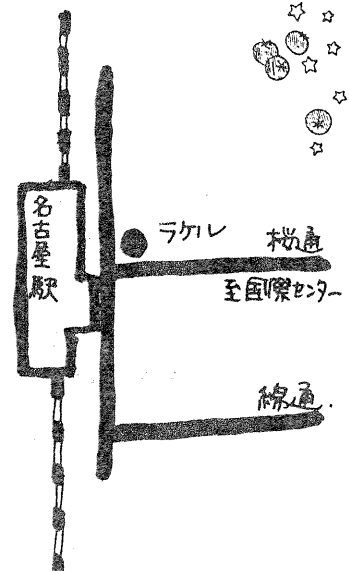 名古屋駅
ラケル
桜通
至国際センター
錦通.